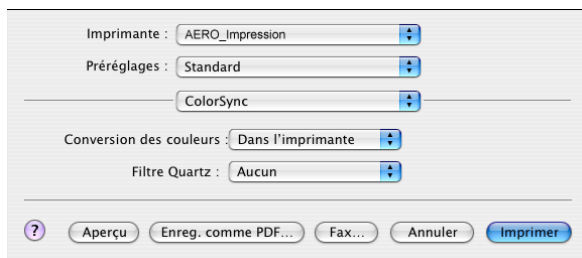 Imprimante : AERO_Impression
Préréglages : Standard
ColorSync
Conversion des couleurs : Dans l'imprimante
Filtre Quartz : Aucun
? Aperçu Enreg. comme PDF... Fax... Annuler Imprimer